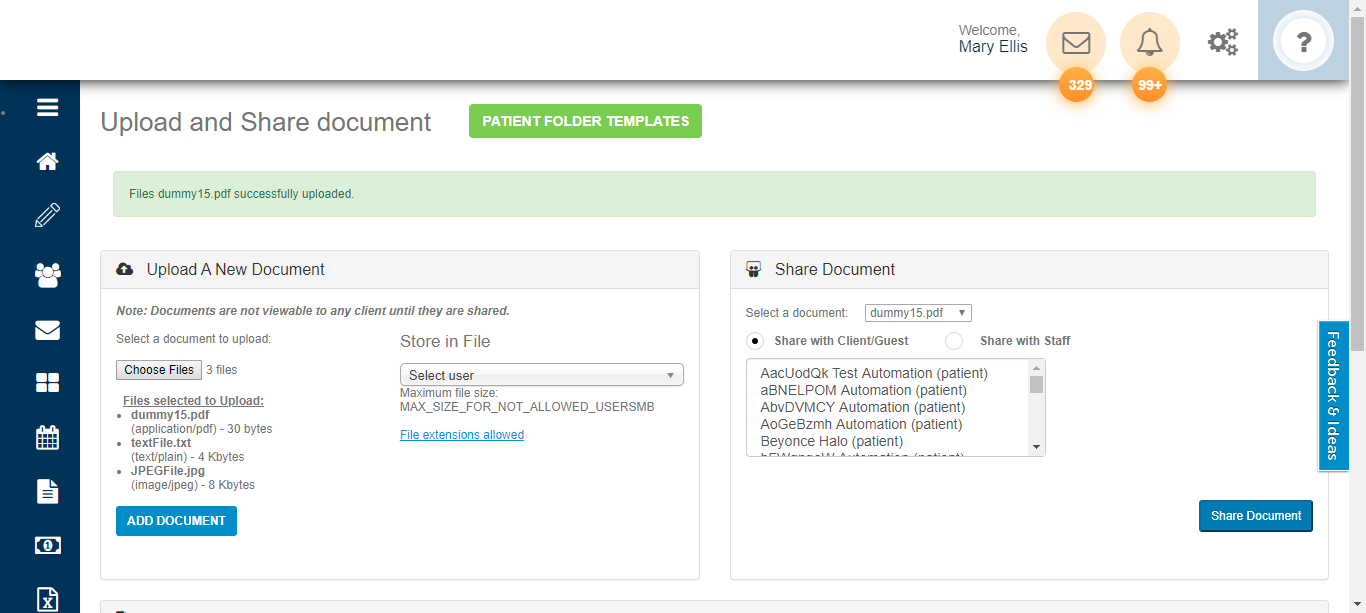 Welcome,
Mary Ellis
329
99+
?
Upload and Share document
PATIENT FOLDER TEMPLATES
Files dummy15.pdf successfully uploaded.
Upload A New Document
Note: Documents are not viewable to any client until they are shared.
Select a document to upload:
Choose Files 3 files
Files selected to Upload:
dummy15.pdf
(application/pdf) - 30 bytes
textFile.txt
(text/plain) - 4 Kbytes
JPEGFile.jpg
(image/jpeg) - 8 Kbytes
ADD DOCUMENT
Store in File
Select user
Maximum file size:
MAX_SIZE_FOR_NOT_ALLOWED_USERSMB
File extensions allowed
Share Document
Select a document: dummy15.pdf
Share with Client/Guest Share with Staff
AacUodQk Test Automation (patient)
aBNELPOM Automation (patient)
AbvDVMCY Automation (patient)
AoGeBzmh Automation (patient)
Beyonce Halo (patient)
Automation (patient)
Share Document
Feedback & Ideas